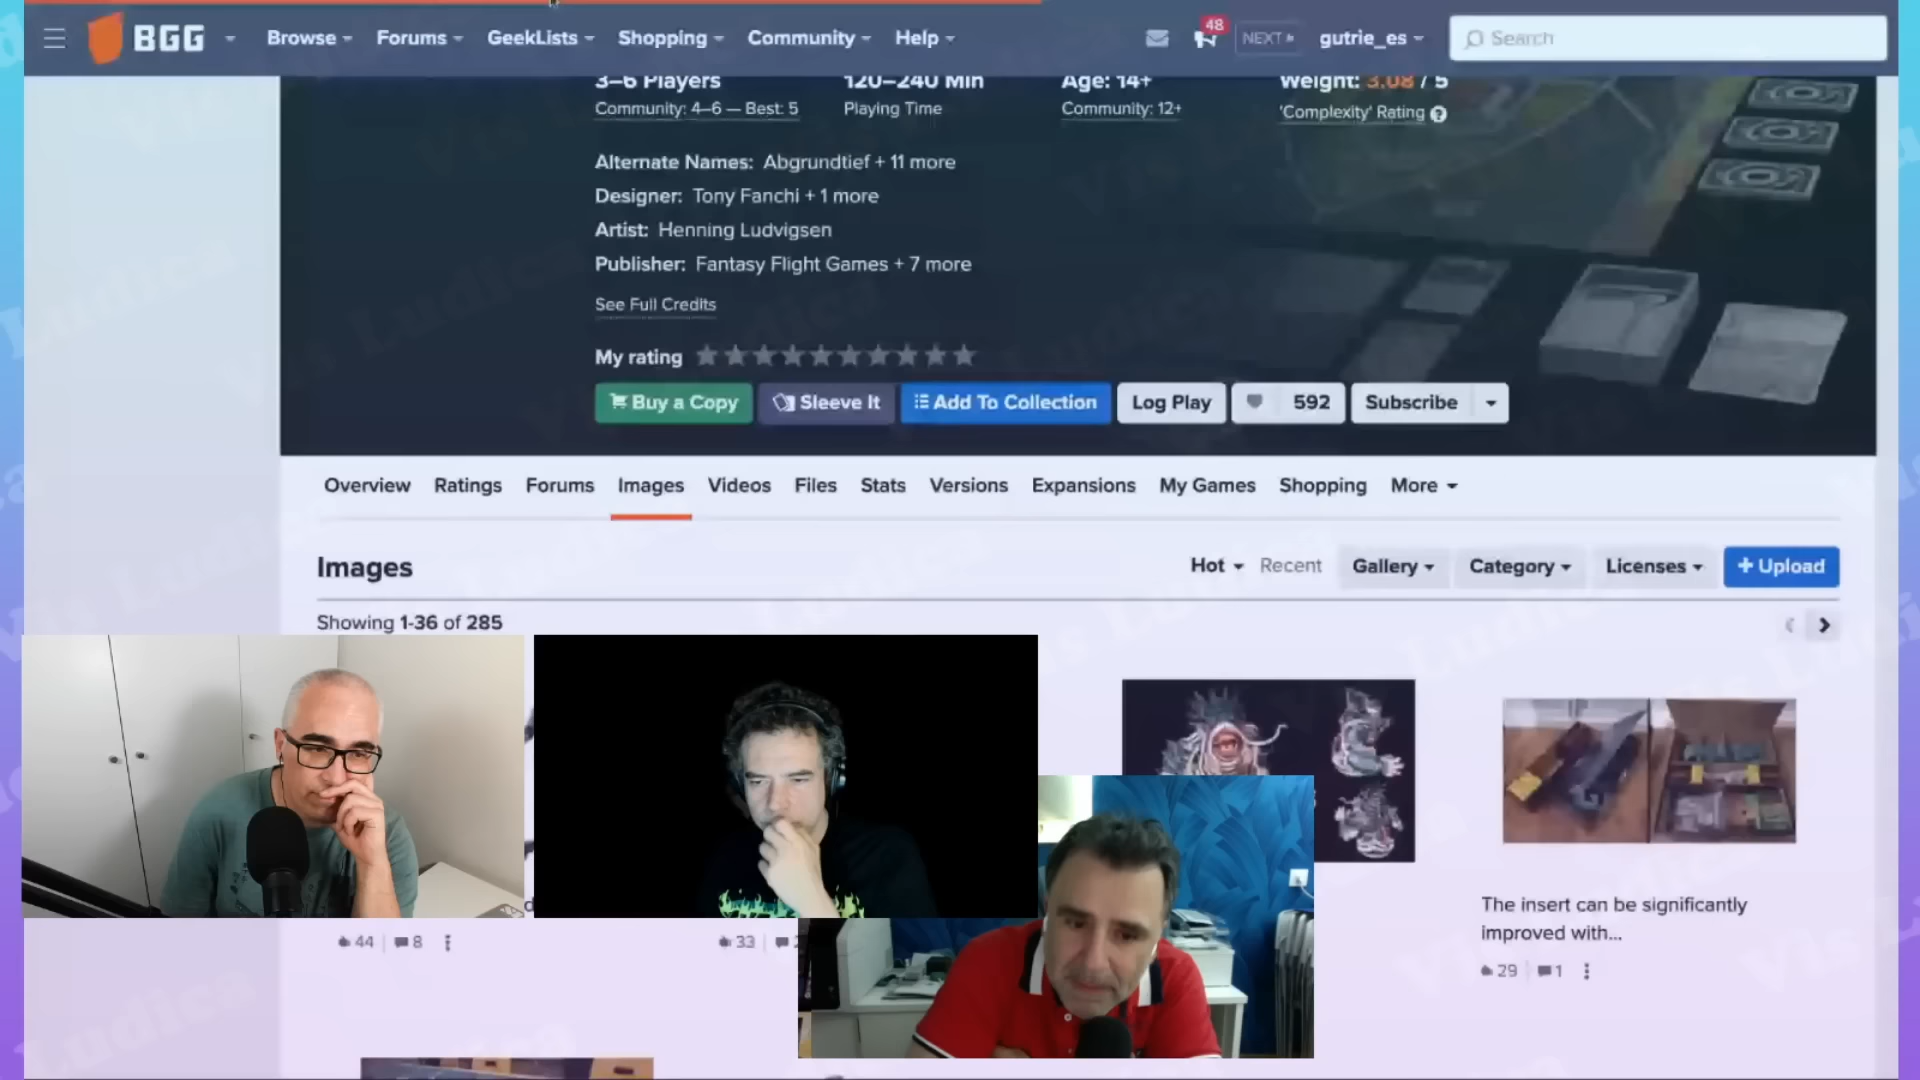 BGG Browse Forums GeekLists Shopping Community Help 48 NEXT gutrie_es Search
3–6 Players 120–240 Min Age: 14+ Weight: 3.08 / 5
Community: 4–6 — Best: 5 Playing Time Community: 12+ 'Complexity' Rating
Alternate Names: Abgrundtief + 11 more
Designer: Tony Fanchi + 1 more
Artist: Henning Ludvigsen
Publisher: Fantasy Flight Games + 7 more
See Full Credits
My rating
Buy a Copy Sleeve It Add To Collection Log Play 592 Subscribe
Overview Ratings Forums Images Videos Files Stats Versions Expansions My Games Shopping More
Images Hot Recent Gallery Category Licenses + Upload
Showing 1-36 of 285
The insert can be significantly
improved with...
44 8 33
29 1
Vis Ludica